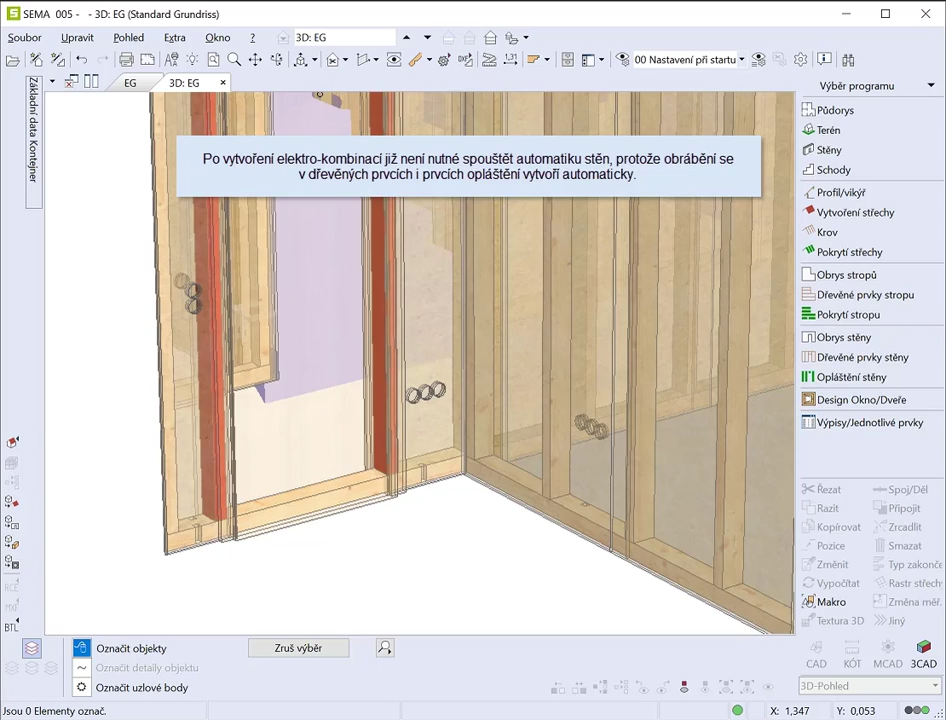 SEMA 005 - - 3D: EG (Standard Grundriss)
Soubor Upravit Pohled Extra Okno ? 3D: EG
00 Nastavení při startu
EG 3D: EG
Základní data Kontejner
Po vytvoření elektro-kombinací již není nutné spouštět automatiku stěn, protože obrábění se
v dřevěných prvcích i prvcích opláštění vytvoří automaticky.
Výběr programu
Půdorys
Terén
Stěny
Schody
Profil/vikýř
Vytvoření střechy
Krov
Pokrytí střechy
Obrys stropů
Dřevěné prvky stropu
Pokrytí stropu
Obrys stěny
Dřevěné prvky stěny
Opláštění stěny
Design Okno/Dveře
Výpisy/Jednotlivé prvky
Řezat Spoj/Děl
Razit Připojit
Kopírovat Zrcadlit
Pozice Smazat
Změnit Typ zakonče
Vypočítat Rastr střech
Makro Změna měř.
Textura 3D Jiný
CAD KÓT MCAD 3CAD
3D-Pohled
BTL
Označit objekty Zruš výběr
Označit detaily objektu
Označit uzlové body
Jsou 0 Elementy označ. X: 1,347 Y: 0,053